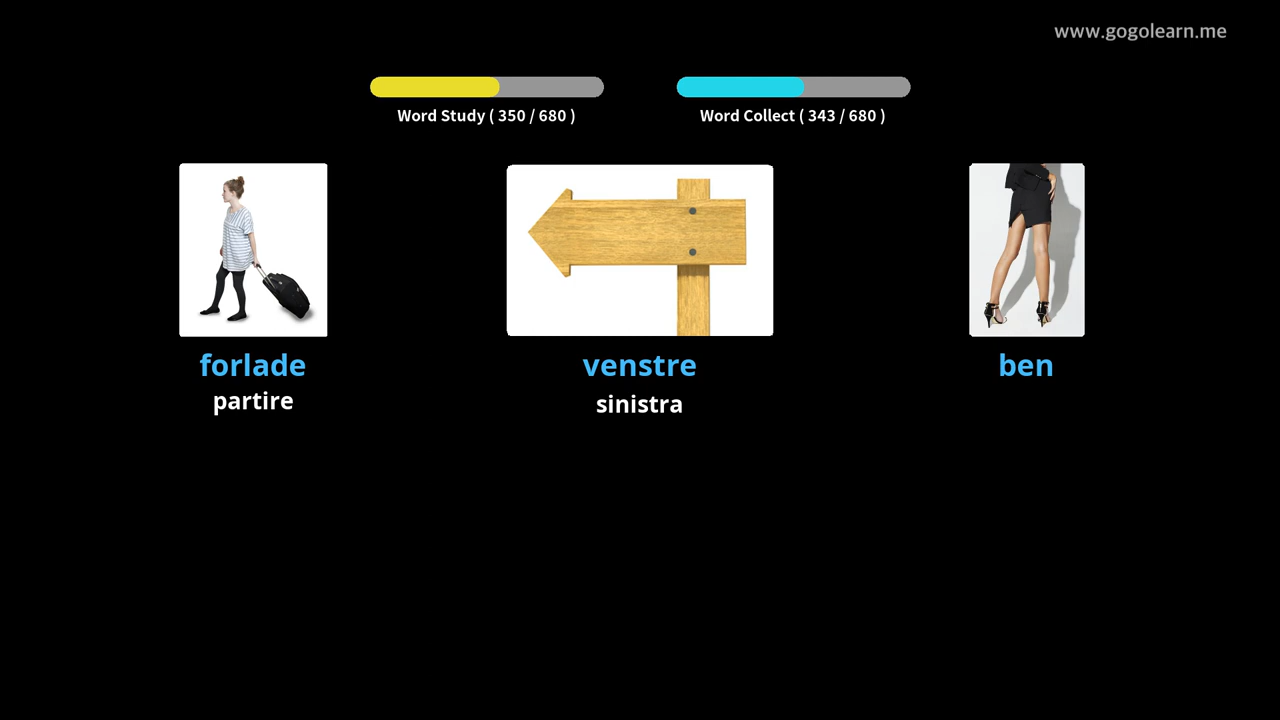 www.gogolearn.me
Word Study ( 350 / 680 )
Word Collect ( 343 / 680 )
forlade
partire
venstre
sinistra
ben